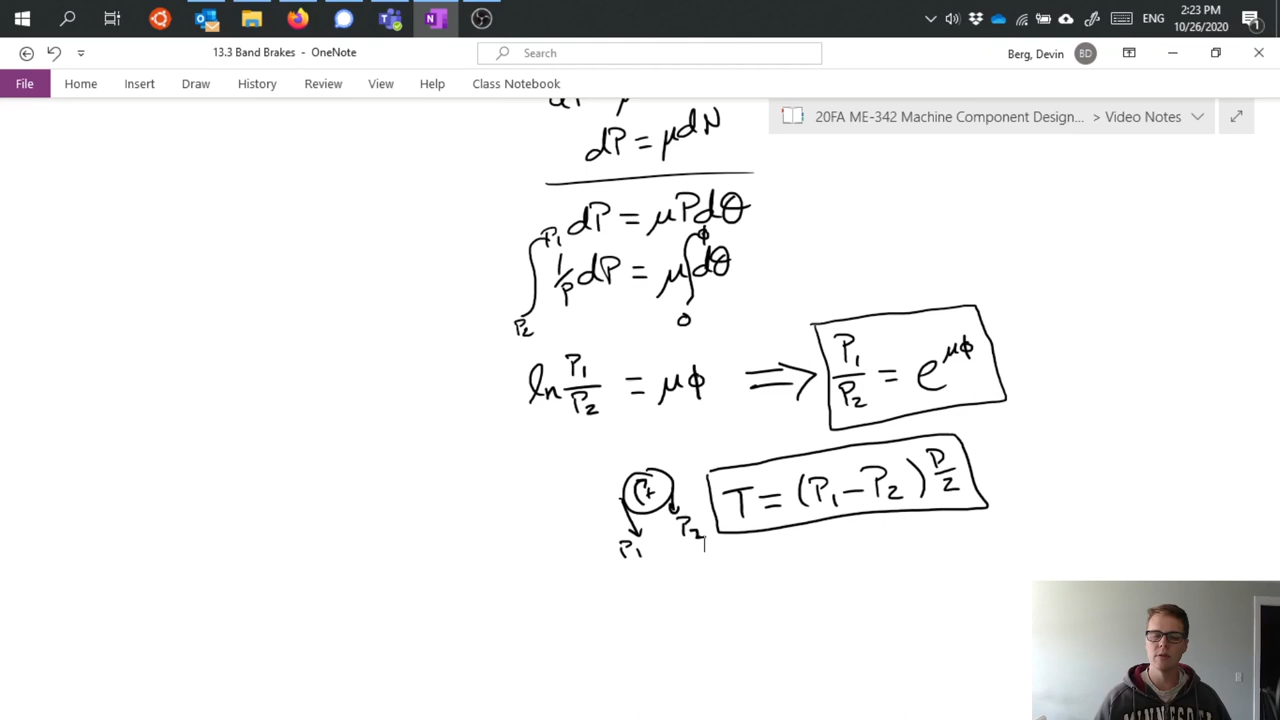 2:23 PM
ENG
10/26/2020
13.3 Band Brakes - OneNote
Search
Berg, Devin
BD
File Home Insert Draw History Review View Help Class Notebook
20FA ME-342 Machine Component Design... > Video Notes
dP = μdN
dP = μPdθ
∫ P₁ P₂ 1/P dP = μ ∫ ϕ 0 dθ
ln P₁/P₂ = μϕ ⟹ P₁/P₂ = e^μϕ
T = (P₁ - P₂) D/2
P₁ P₂
MINNESO